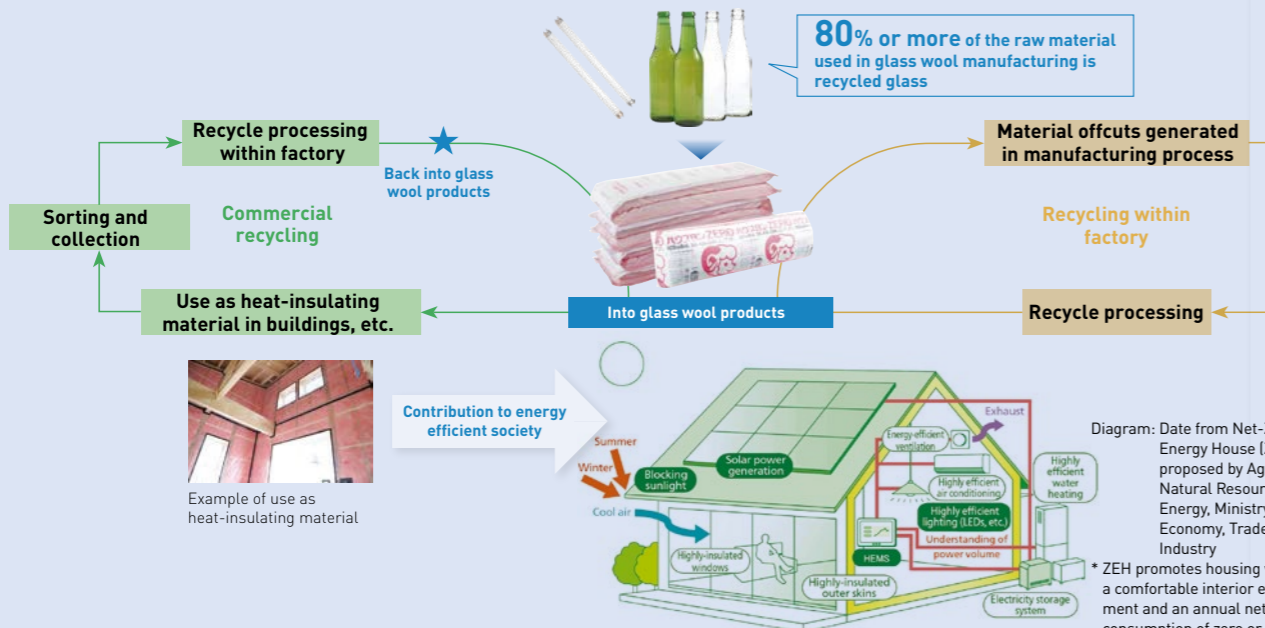 80% or more of the raw material
used in glass wool manufacturing is
recycled glass
Recycle processing
within factory
Back into glass
wool products
Sorting and
collection
Commercial
recycling
Use as heat-insulating
material in buildings, etc.
Into glass wool products
Material offcuts generated
in manufacturing process
Recycling within
factory
Recycle processing
Example of use as
heat-insulating material
Contribution to energy
efficient society
Summer
Winter
Blocking
sunlight
Cool air
Solar power
generation
Highly-insulated
windows
Highly-insulated
outer skins
Energy-efficient
ventilation
Exhaust
Highly efficient
air conditioning
Highly efficient
lighting (LEDs, etc.)
Understanding of
power volume
HEMS
Highly
efficient
water
heating
Electricity storage
system
Diagram: Date from Net-
Energy House
proposed by
Natural
Energy, Ministry
Economy, Trade
Industry
* ZEH promotes housing
a comfortable interior
ment and an annual net
consumption of zero or